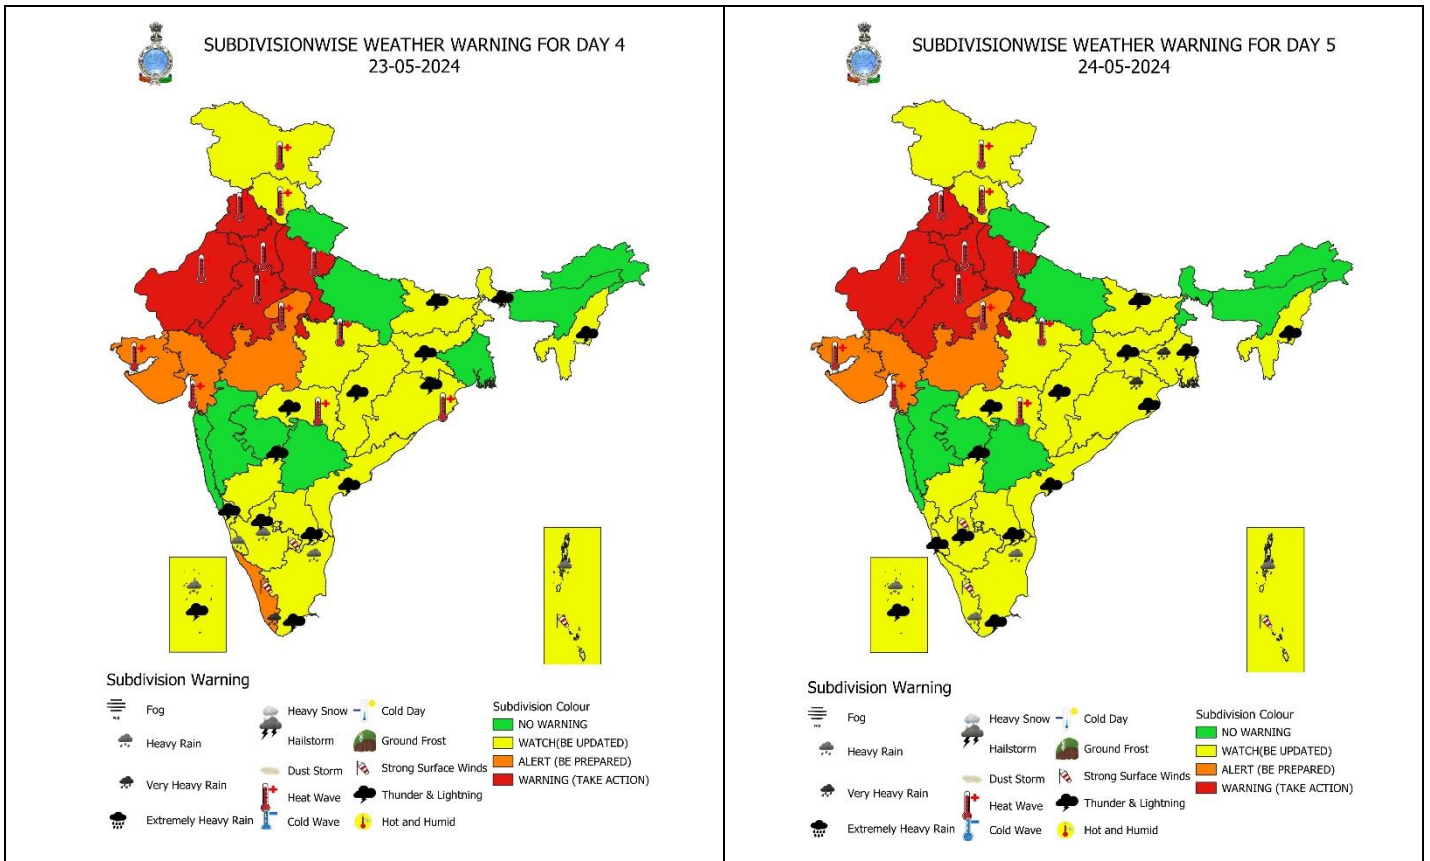 SUBDIVISIONWISE WEATHER WARNING FOR DAY 4
23-05-2024
Subdivision Warning
Fog
Heavy Rain
Very Heavy Rain
Extremely Heavy Rain
Heavy Snow
Hailstorm
Dust Storm
Heat Wave
Cold Wave
Cold Day
Ground Frost
Strong Surface Winds
Thunder & Lightning
Hot and Humid
Subdivision Colour
NO WARNING
WATCH(BE UPDATED)
ALERT (BE PREPARED)
WARNING (TAKE ACTION)
SUBDIVISIONWISE WEATHER WARNING FOR DAY 5
24-05-2024
Subdivision Warning
Fog
Heavy Rain
Very Heavy Rain
Extremely Heavy Rain
Heavy Snow
Hailstorm
Dust Storm
Heat Wave
Cold Wave
Cold Day
Ground Frost
Strong Surface Winds
Thunder & Lightning
Hot and Humid
Subdivision Colour
NO WARNING
WATCH(BE UPDATED)
ALERT (BE PREPARED)
WARNING (TAKE ACTION)